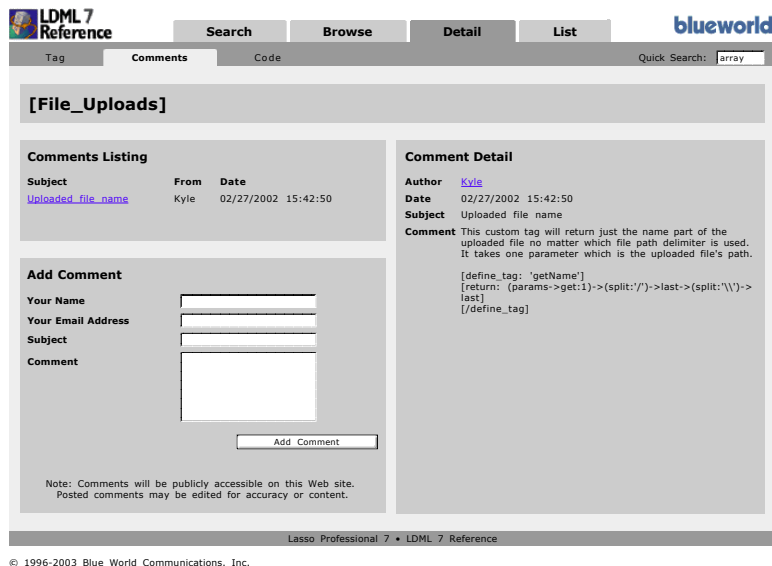 LDML 7
Reference
Search Browse Detail List
blueworld
Tag Comments Code
Quick Search: array
[File_Uploads]
Comments Listing
Subject From Date
Uploaded file name Kyle 02/27/2002 15:42:50
Add Comment
Your Name
Your Email Address
Subject
Comment
Add Comment
Note: Comments will be publicly accessible on this Web site.
Posted comments may be edited for accuracy or content.
Comment Detail
Author Kyle
Date 02/27/2002 15:42:50
Subject Uploaded file name
Comment This custom tag will return just the name part of the
uploaded file no matter which file path delimiter is used.
It takes one parameter which is the uploaded file's path.
[define_tag: 'getName']
[return: (params->get:1)->(split:'/')->last->(split:'\\')->
last]
[/define_tag]
Lasso Professional 7 • LDML 7 Reference
© 1996-2003 Blue World Communications, Inc.